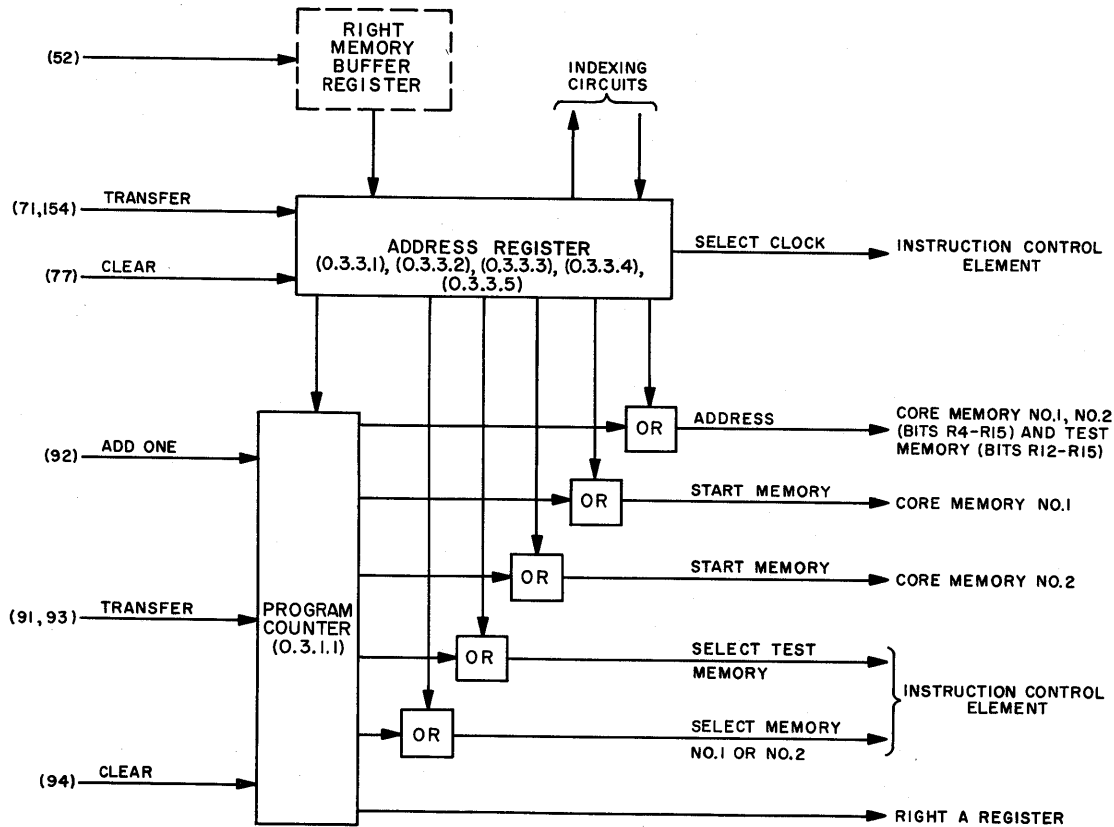 RIGHT
MEMORY
BUFFER
REGISTER
(52)
INDEXING
CIRCUITS
(71,154) TRANSFER
ADDRESS REGISTER
(0.3.3.1), (0.3.3.2), (0.3.3.3), (0.3.3.4),
(0.3.3.5)
SELECT CLOCK
INSTRUCTION CONTROL
ELEMENT
(77) CLEAR
OR
ADDRESS
CORE MEMORY NO.1, NO.2
(BITS R4-R15) AND TEST
MEMORY (BITS R12-R15)
(92) ADD ONE
OR
START MEMORY
CORE MEMORY NO.1
OR
START MEMORY
CORE MEMORY NO.2
(91,93) TRANSFER
PROGRAM
COUNTER
(0.3.1.1)
OR
SELECT TEST
MEMORY
INSTRUCTION CONTROL
ELEMENT
OR
SELECT MEMORY
NO.1 OR NO.2
(94) CLEAR
RIGHT A REGISTER